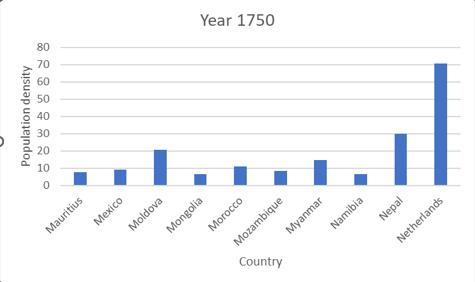 Year 1750
Population density
80
70
60
50
40
30
20
10
0
Mauritius
Mexico
Moldova
Mongolia
Morocco
Mozambique
Myanmar
Namibia
Nepal
Netherlands
Country